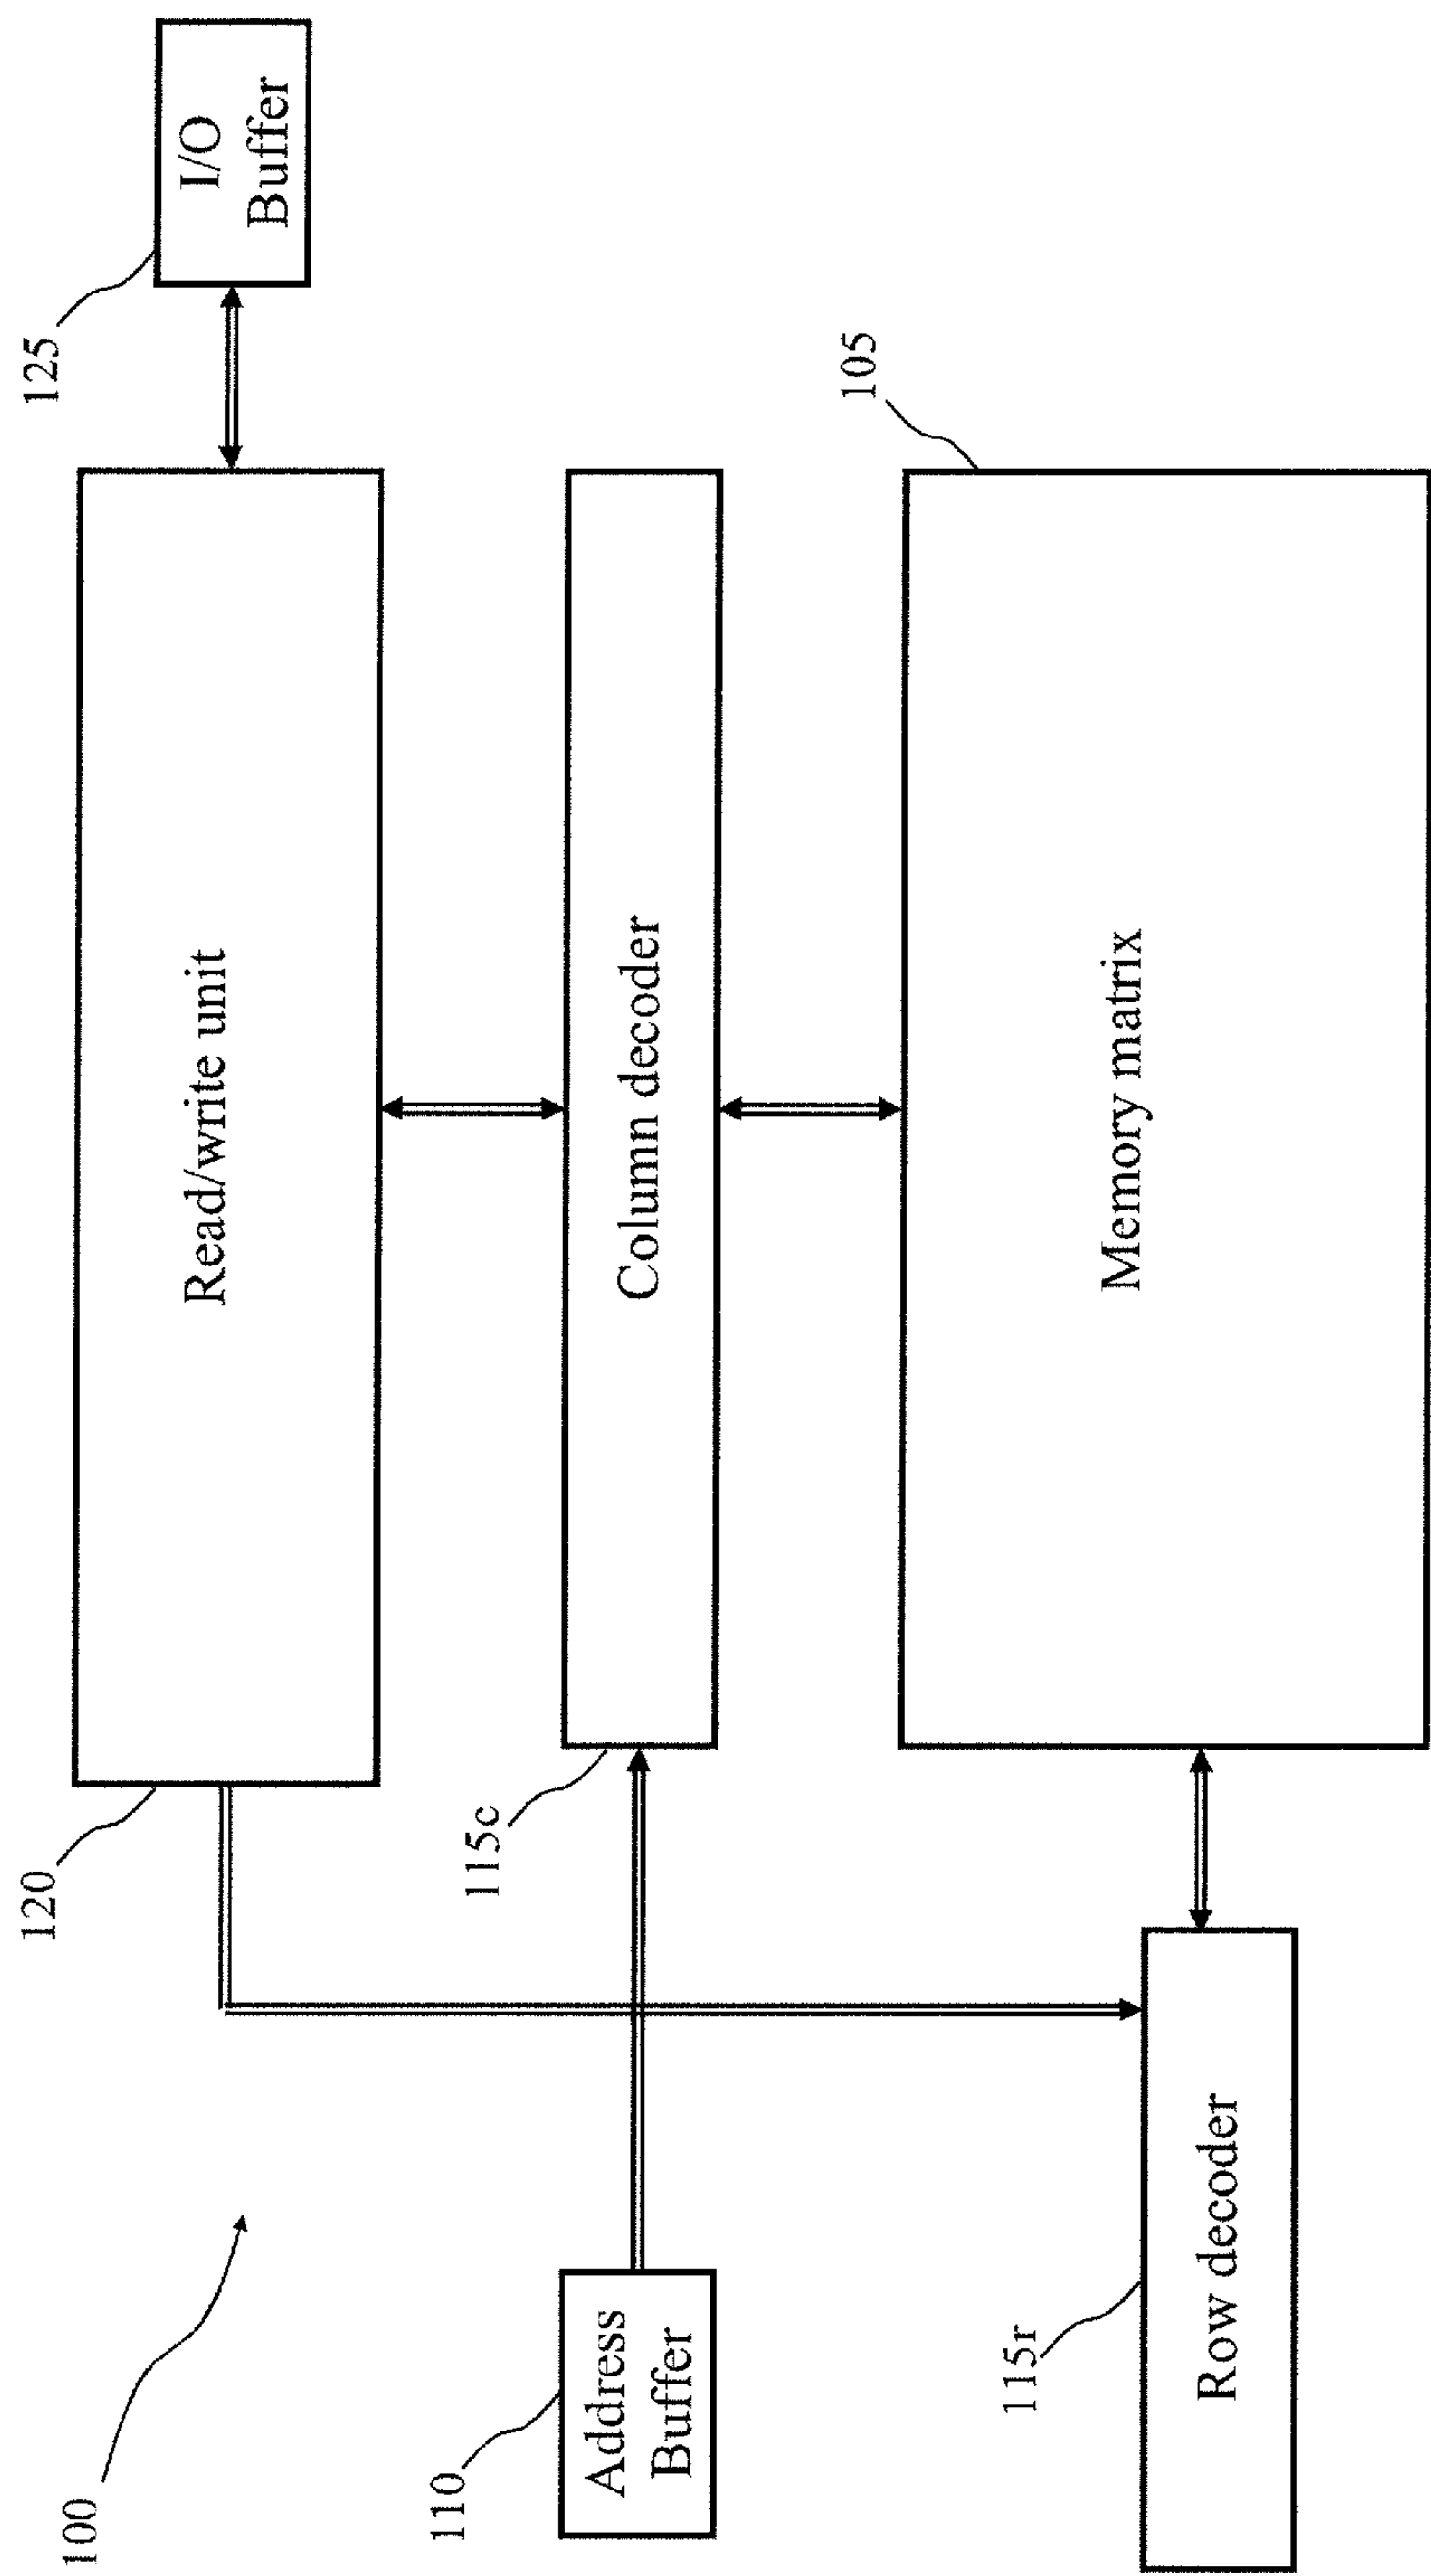 100
120
Read/write unit
125
I/O
Buffer
110
Address
Buffer
115c
Column decoder
105
Memory matrix
115r
Row decoder